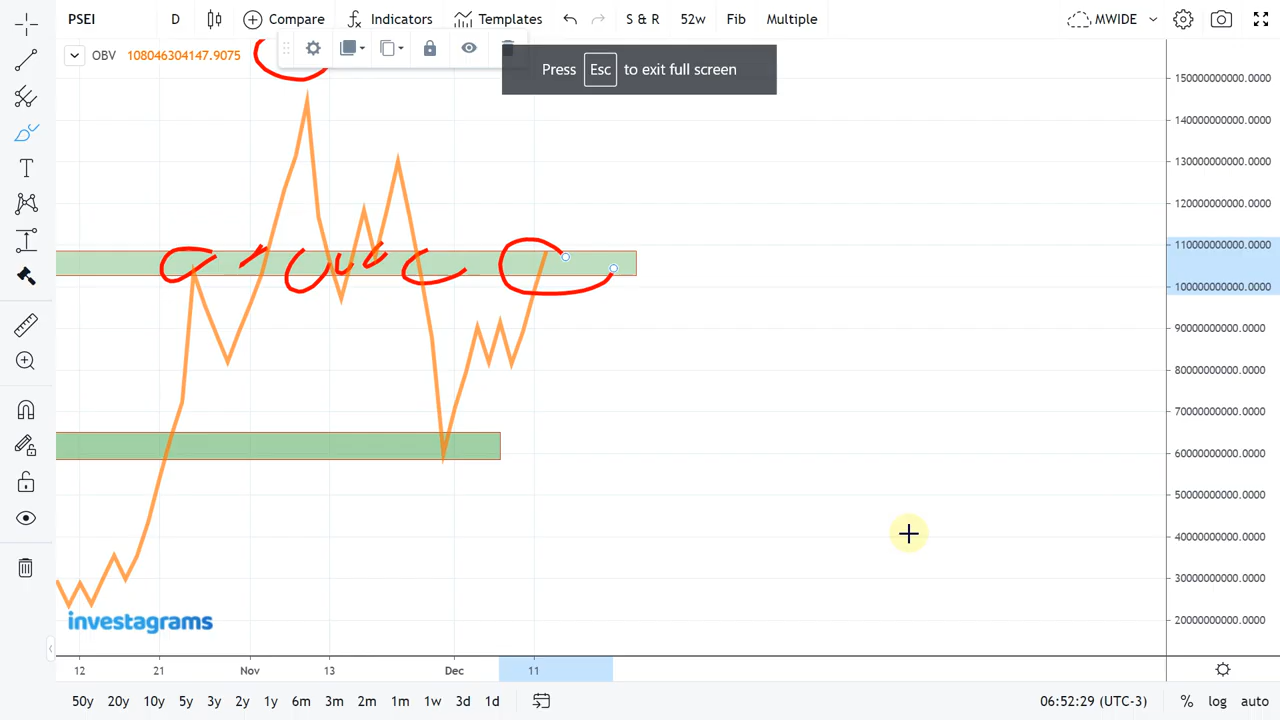 PSEI D Compare Indicators Templates S & R 52w Fib Multiple MWIDE
OBV 108046304147.9075
Press Esc to exit full screen
150000000000.0000
140000000000.0000
130000000000.0000
120000000000.0000
110000000000.0000
100000000000.0000
90000000000.0000
80000000000.0000
70000000000.0000
60000000000.0000
50000000000.0000
40000000000.0000
30000000000.0000
20000000000.0000
investagrams
12 21 Nov 13 Dec 11
50y 20y 10y 5y 3y 2y 1y 6m 3m 2m 1m 1w 3d 1d 06:52:29 (UTC-3) % log auto